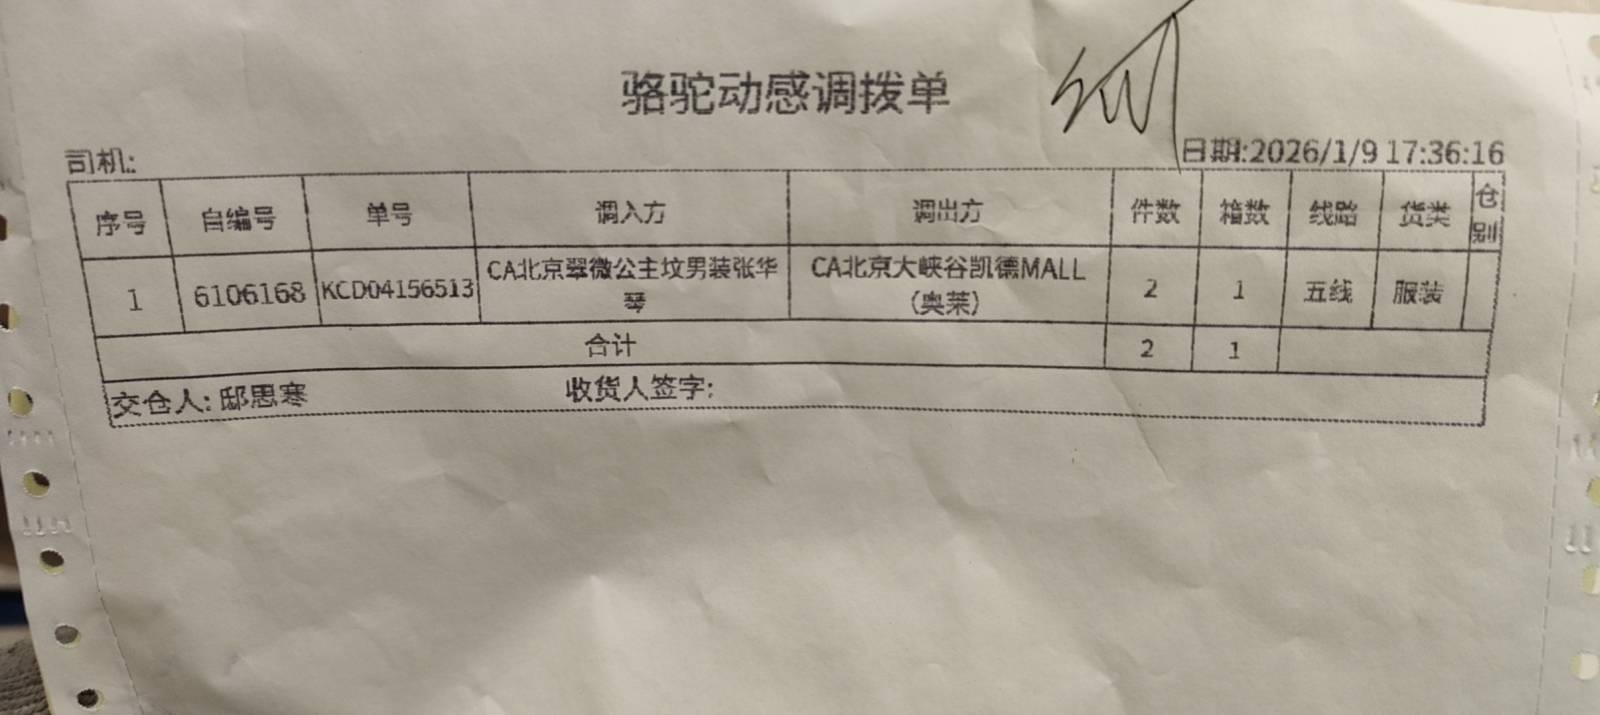 骆驼动感调拨单
司机:
日期:2026/1/9 17:36:16
序号 自编号 单号 调入方 调出方 件数 箱数 线路 货类 仓别
1 6106168 KCD04156513 CA北京翠微公主坟男装张华琴 CA北京大峡谷凯德MALL（奥莱） 2 1 五线 服装
合计 2 1
交仓人: 邸思寒 收货人签字: